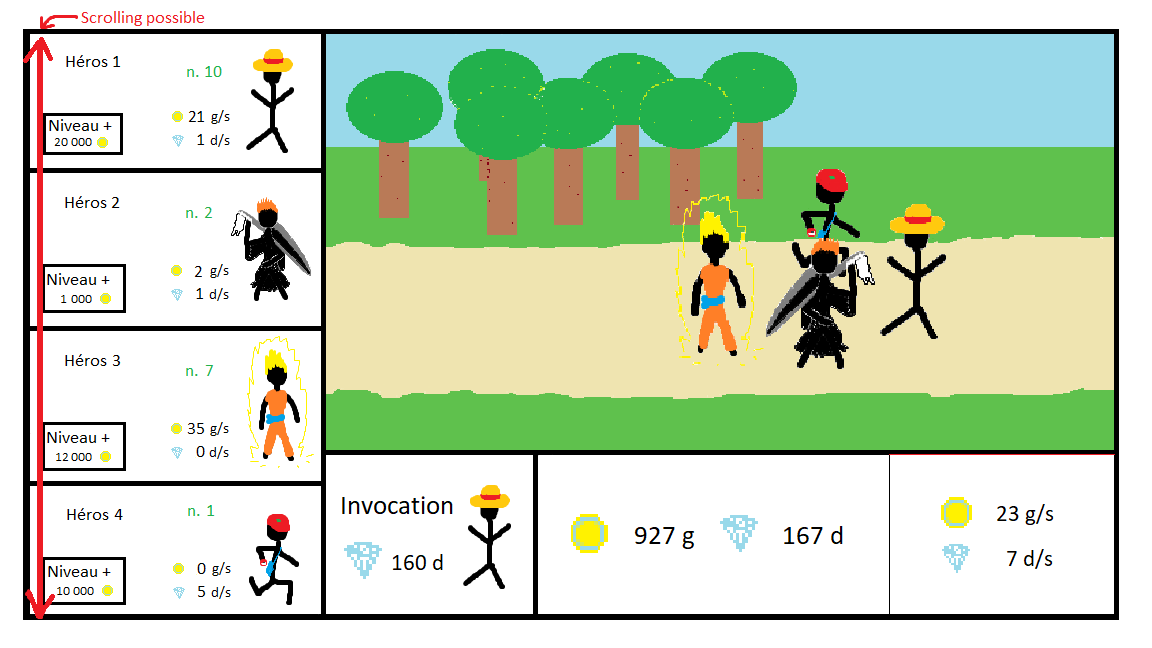 Scrolling possible
Héros 1
n. 10
21 g/s
Niveau +
20 000
1 d/s
Héros 2
n. 2
2 g/s
Niveau +
1 000
1 d/s
Héros 3
n. 7
35 g/s
Niveau +
12 000
0 d/s
Héros 4
n. 1
0 g/s
Niveau +
10 000
5 d/s
Invocation
160 d
927 g
167 d
23 g/s
7 d/s